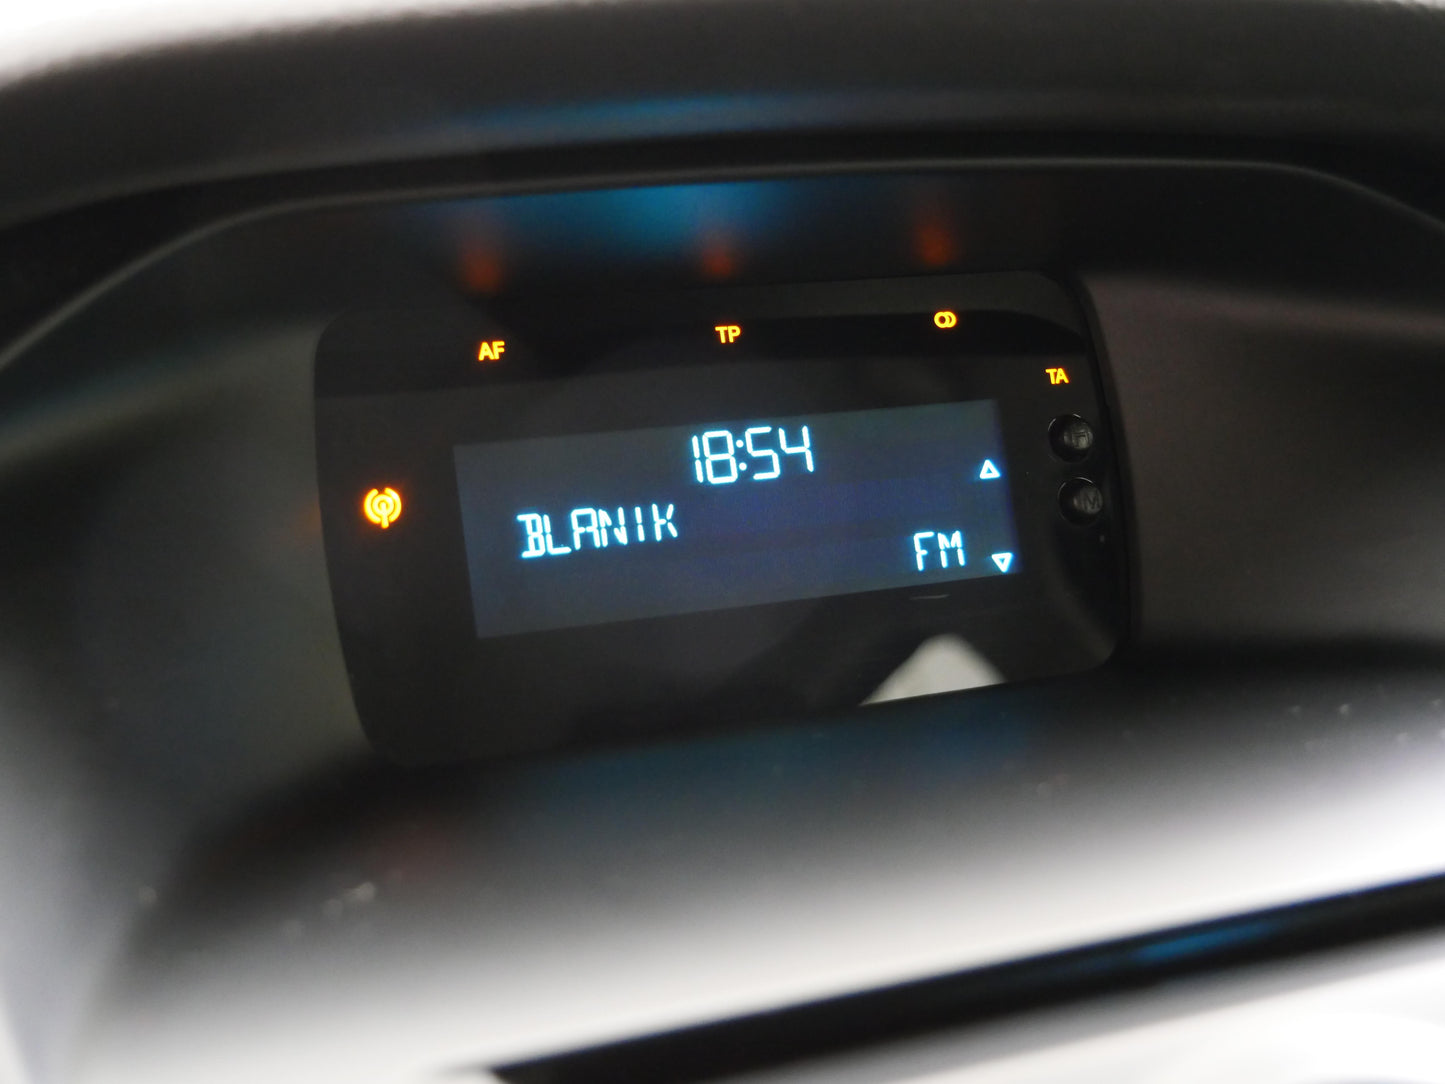 AF TP
TA
18:54
BLANIK
FM
H
M